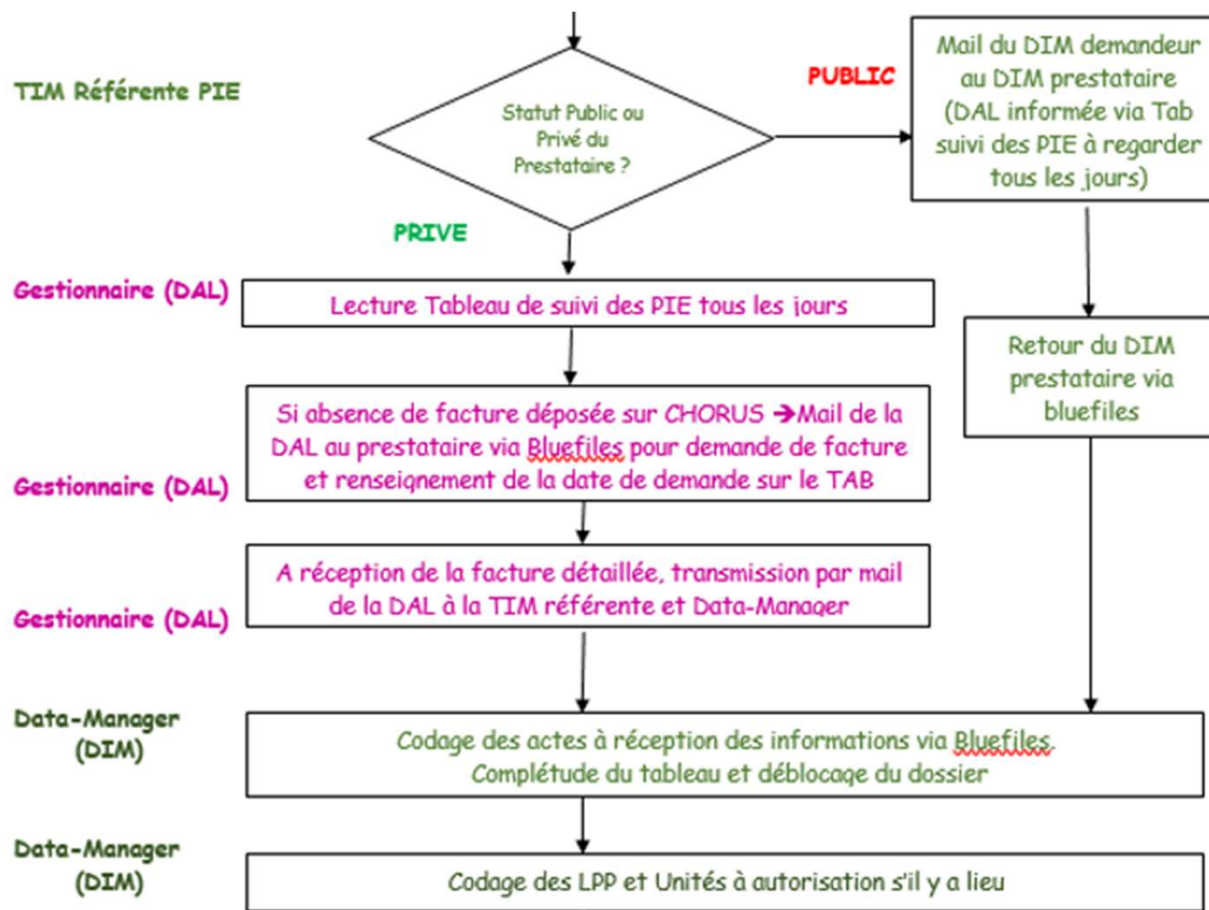 TIM Référente PIE
Statut Public ou
Privé du
Prestataire ?
PUBLIC
Mail du DIM demandeur
au DIM prestataire
(DAL informée via Tab
suivi des PIE à regarder
tous les jours)
PRIVE
Gestionnaire (DAL)
Lecture Tableau de suivi des PIE tous les jours
Retour du DIM
prestataire via
bluefiles
Gestionnaire (DAL)
Si absence de facture déposée sur CHORUS ➔Mail de la
DAL au prestataire via Bluefiles pour demande de facture
et renseignement de la date de demande sur le TAB
Gestionnaire (DAL)
A réception de la facture détaillée, transmission par mail
de la DAL à la TIM référente et Data-Manager
Data-Manager
(DIM)
Codage des actes à réception des informations via Bluefiles.
Complétude du tableau et déblocage du dossier
Data-Manager
(DIM)
Codage des LPP et Unités à autorisation s'il y a lieu